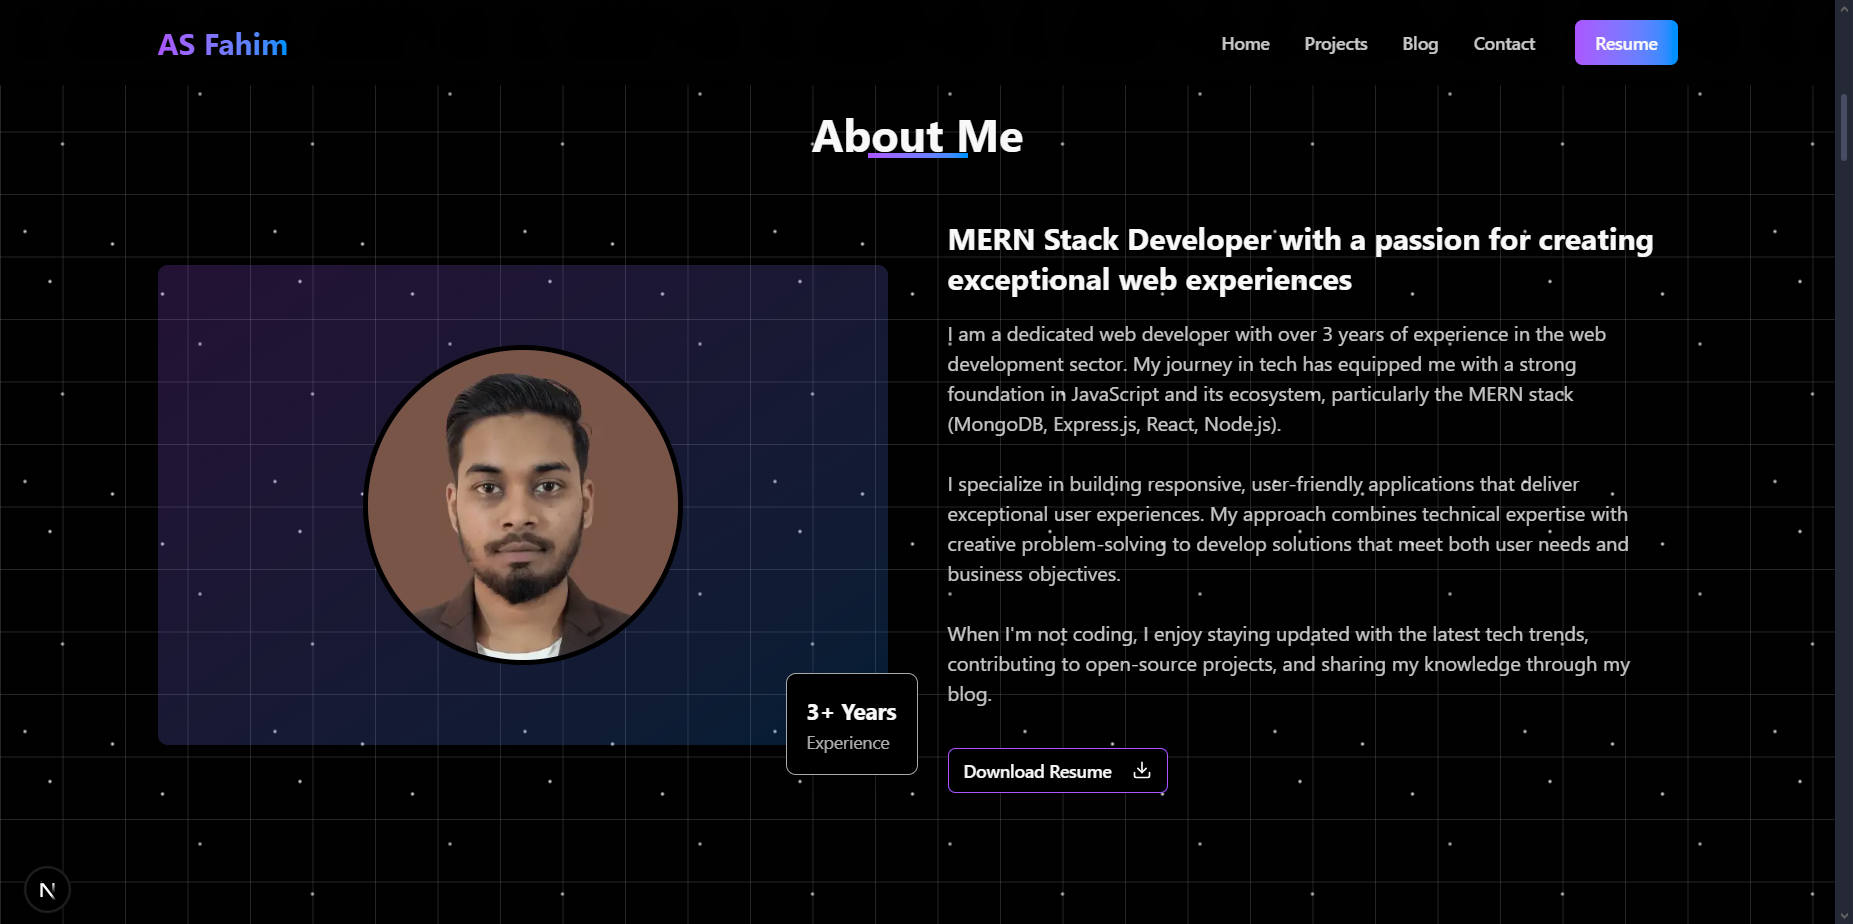 AS Fahim
Home
Projects
Blog
Contact
Resume
About Me
MERN Stack Developer with a passion for creating
exceptional web experiences
I am a dedicated web developer with over 3 years of experience in the web
development sector. My journey in tech has equipped me with a strong
foundation in JavaScript and its ecosystem, particularly the MERN stack
(MongoDB, Express.js, React, Node.js).
I specialize in building responsive, user-friendly applications that deliver
exceptional user experiences. My approach combines technical expertise with
creative problem-solving to develop solutions that meet both user needs and
business objectives.
When I'm not coding, I enjoy staying updated with the latest tech trends,
contributing to open-source projects, and sharing my knowledge through my
blog.
3+ Years
Experience
Download Resume
N